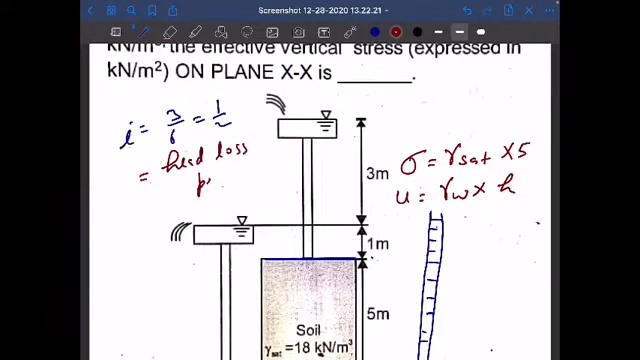 Screenshot 12-28-2020 13.22.21
kN/m³ the effective vertical stress (expressed in
kN/m²) ON PLANE X-X is ________.
i = 3/6 = 1/2
= head loss
σ = γsat × 5
u = γw × h
3m
1m
5m
Soil
γsat =18 kN/m³